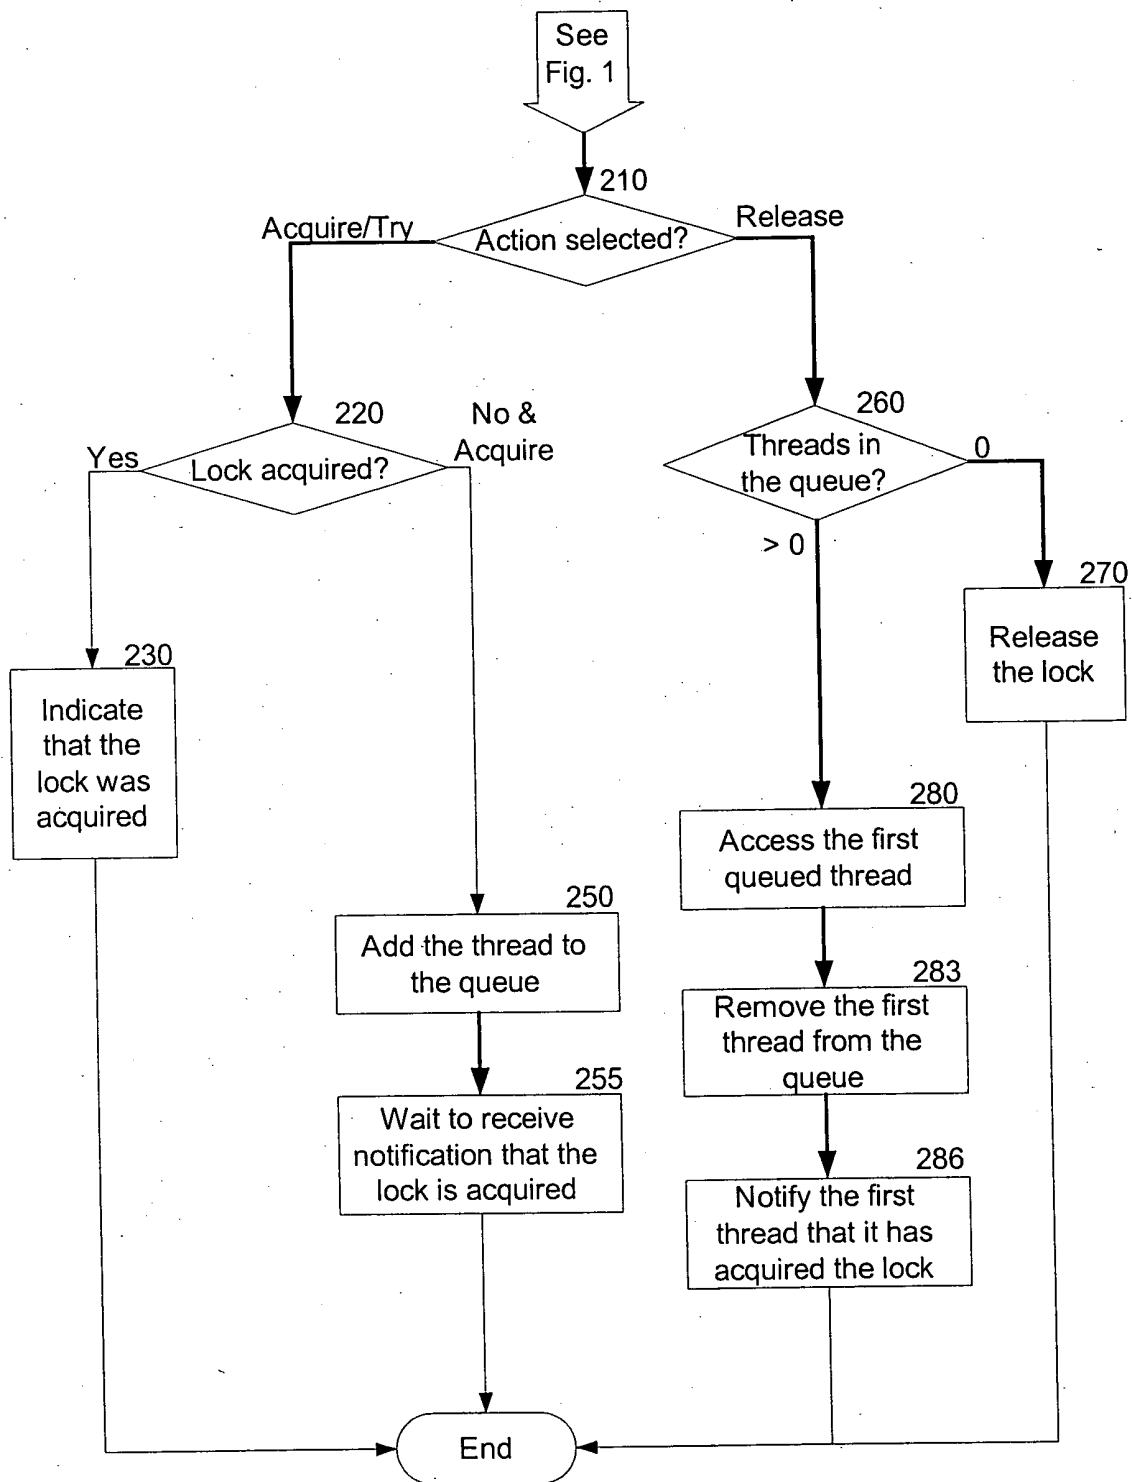 See
Fig. 1
210
Acquire/Try
Action selected?
Release
220
No &
Acquire
Yes
Lock acquired?
260
Threads in
the queue?
0
> 0
270
Release
the lock
230
Indicate
that the
lock was
acquired
280
Access the first
queued thread
250
Add the thread to
the queue
283
Remove the first
thread from the
queue
255
Wait to receive
notification that the
lock is acquired
286
Notify the first
thread that it has
acquired the lock
End